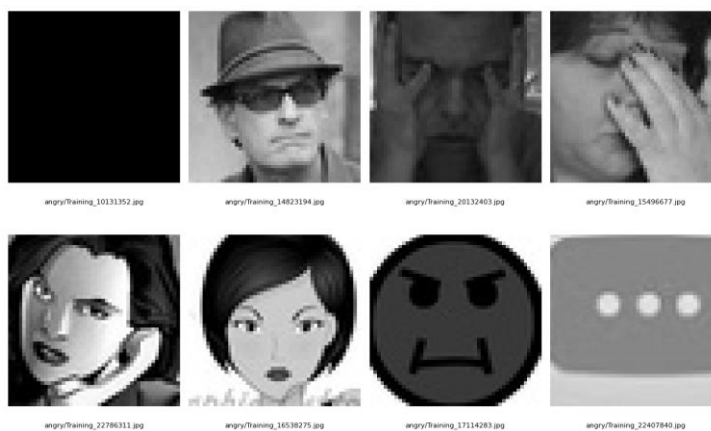 angry/Training_10131352.jpg
angry/Training_14823194.jpg
angry/Training_20132403.jpg
angry/Training_15496677.jpg
angry/Training_22786311.jpg
angry/Training_16538275.jpg
angry/Training_17114283.jpg
angry/Training_22407840.jpg